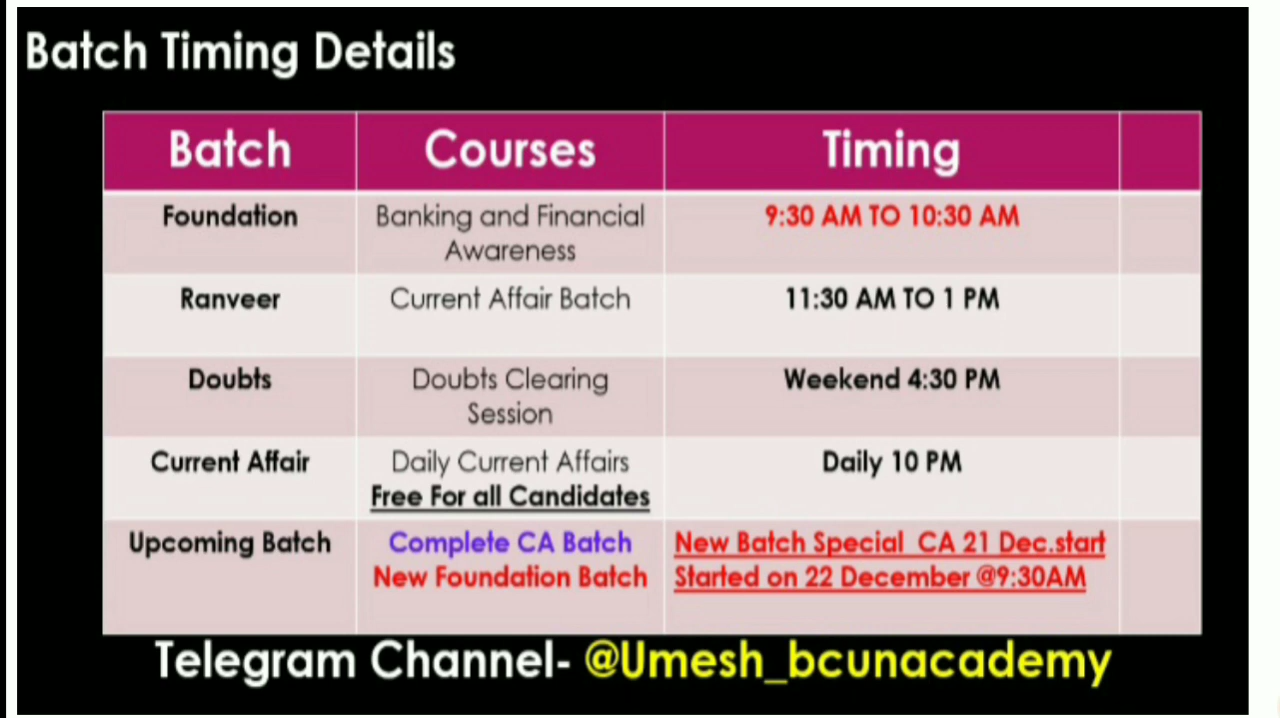 Batch Timing Details
Batch Courses Timing
Foundation Banking and Financial Awareness 9:30 AM TO 10:30 AM
Ranveer Current Affair Batch 11:30 AM TO 1 PM
Doubts Doubts Clearing Session Weekend 4:30 PM
Current Affair Daily Current Affairs Daily 10 PM
Free For all Candidates
Upcoming Batch Complete CA Batch New Batch Special CA 21 Dec.start
New Foundation Batch Started on 22 December @9:30AM
Telegram Channel- @Umesh_bcunacademy